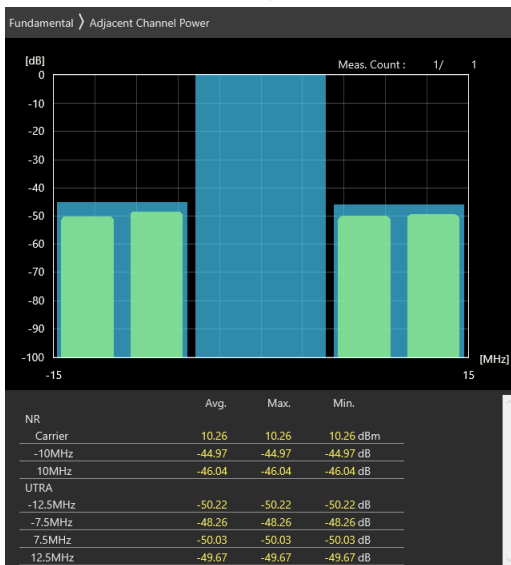 Fundamental 〉 Adjacent Channel Power
[dB]
Meas. Count : 1/ 1
0
-10
-20
-30
-40
-50
-60
-70
-80
-90
-100
[MHz]
-15 15
Avg. Max. Min.
NR
Carrier 10.26 10.26 10.26 dBm
-10MHz -44.97 -44.97 -44.97 dB
10MHz -46.04 -46.04 -46.04 dB
UTRA
-12.5MHz -50.22 -50.22 -50.22 dB
-7.5MHz -48.26 -48.26 -48.26 dB
7.5MHz -50.03 -50.03 -50.03 dB
12.5MHz -49.67 -49.67 -49.67 dB